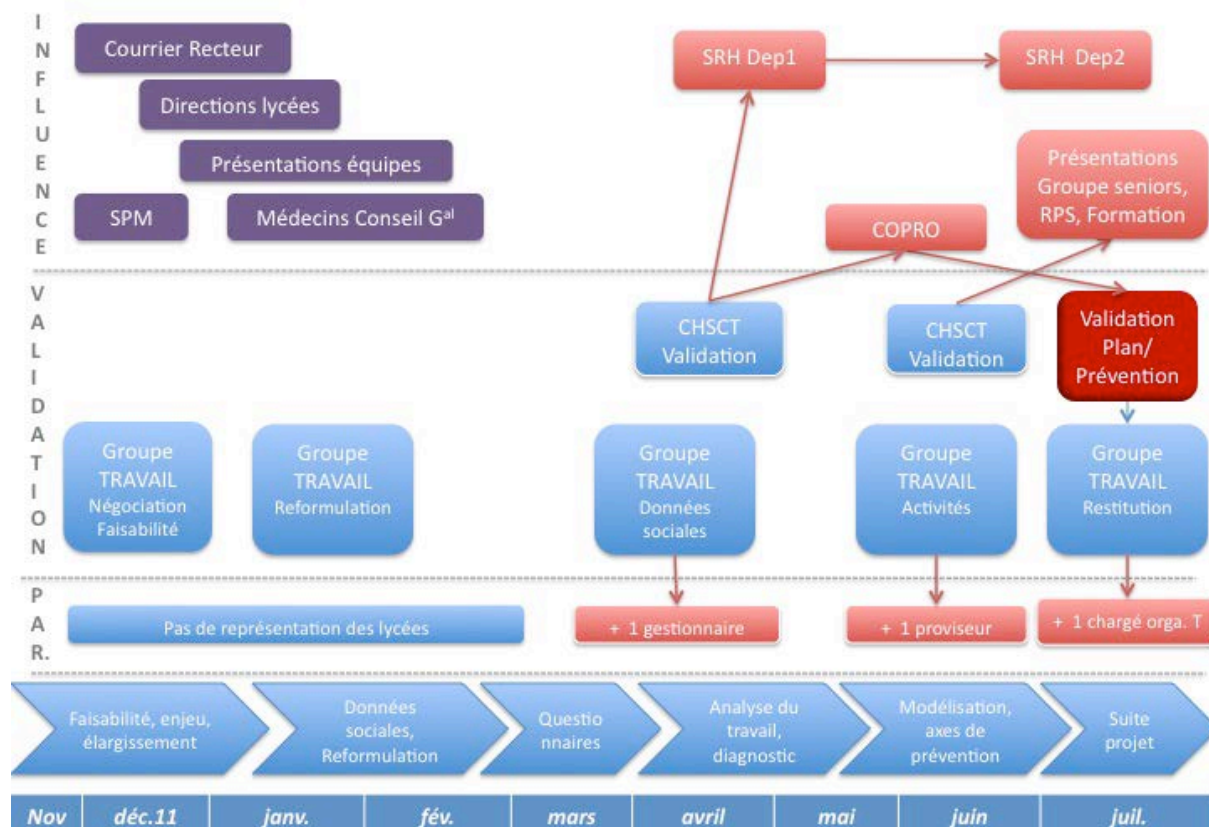 INFLUENCE
Courrier Recteur
Directions lycées
Présentations équipes
SPM
Médecins Conseil Gal
SRH Dep1
SRH Dep2
Présentations
Groupe seniors,
RPS, Formation
COPRO
VALIDATION
CHSCT
Validation
CHSCT
Validation
Validation
Plan/
Prévention
Groupe
TRAVAIL
Négociation
Faisabilité
Groupe
TRAVAIL
Reformulation
Groupe
TRAVAIL
Données
sociales
Groupe
TRAVAIL
Activités
Groupe
TRAVAIL
Restitution
PAR.
Pas de représentation des lycées
+ 1 gestionnaire
+ 1 proviseur
+ 1 chargé orga. T
Faisabilité, enjeu,
élargissement
Données
sociales,
Reformulation
Questio
nnaires
Analyse du
travail,
diagnostic
Modélisation,
axes de
prévention
Suite
projet
Nov déc.11 janv. fév. mars avril mai juin juil.